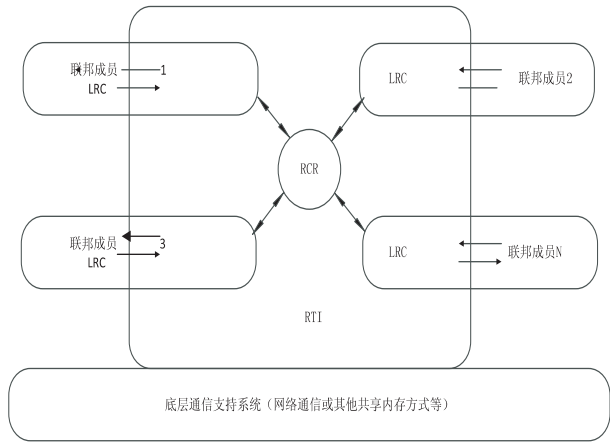 联邦成员 1
LRC
LRC
联邦成员2
RCR
联邦成员 3
LRC
LRC
联邦成员N
RTI
底层通信支持系统（网络通信或其他共享内存方式等）